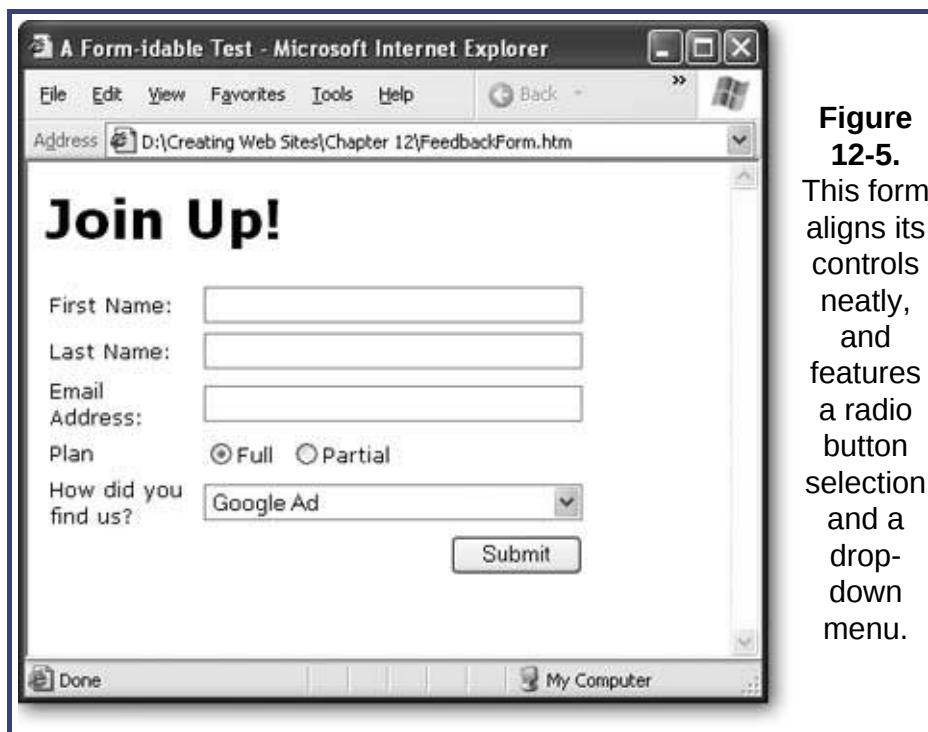 A Form-idable Test - Microsoft Internet Explorer
File Edit View Favorites Tools Help Back »
Address D:\Creating Web Sites\Chapter 12\FeedbackForm.htm
Join Up!
First Name:
Last Name:
Email
Address:
Plan Full Partial
How did you
find us?
Google Ad
Submit
Done My Computer
Figure
12-5.
This form
aligns its
controls
neatly,
and
features
a radio
button
selection
and a
drop-
down
menu.